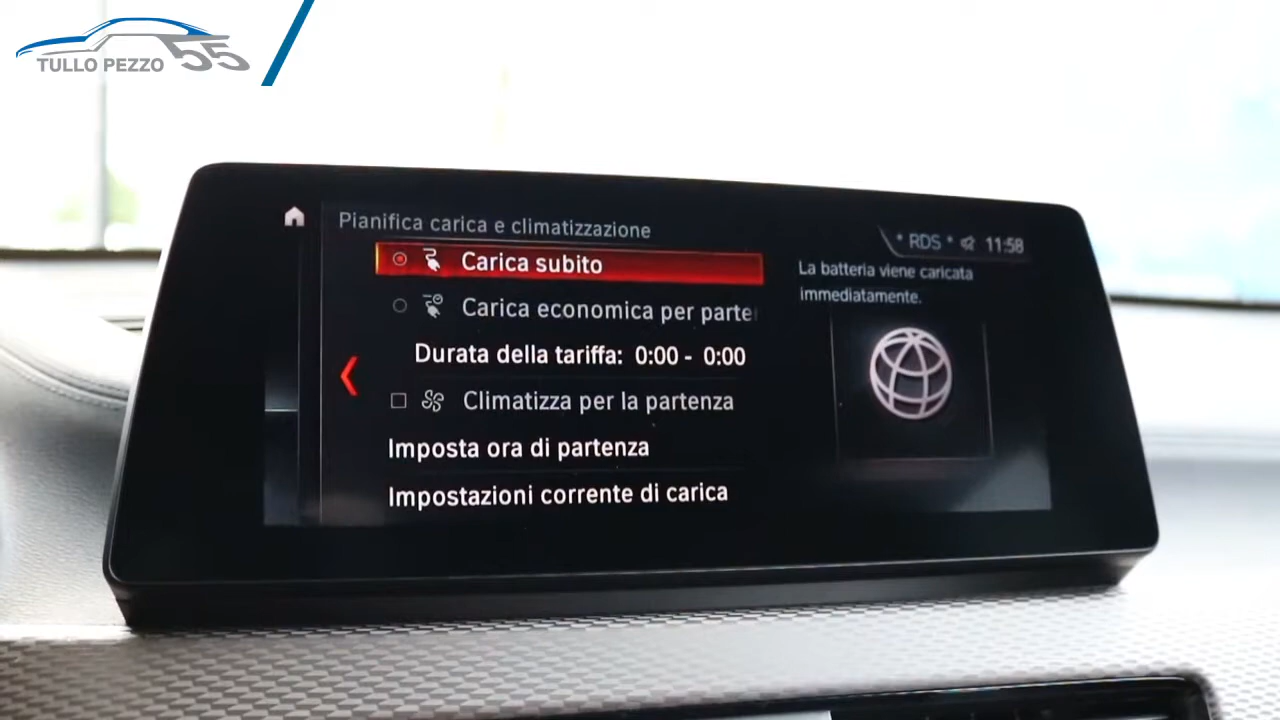 TULLO PEZZO 55
Pianifica carica e climatizzazione
* RDS * 11:58
Carica subito
Carica economica per parte
Durata della tariffa: 0:00 - 0:00
Climatizza per la partenza
Imposta ora di partenza
Impostazioni corrente di carica
La batteria viene caricata
immediatamente.